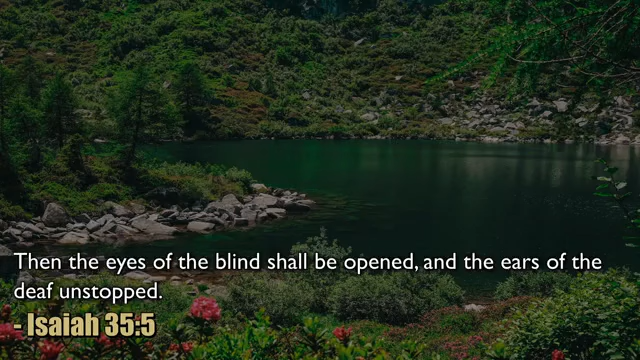 Then the eyes of the blind shall be opened, and the ears of the
deaf unstopped.
- Isaiah 35:5